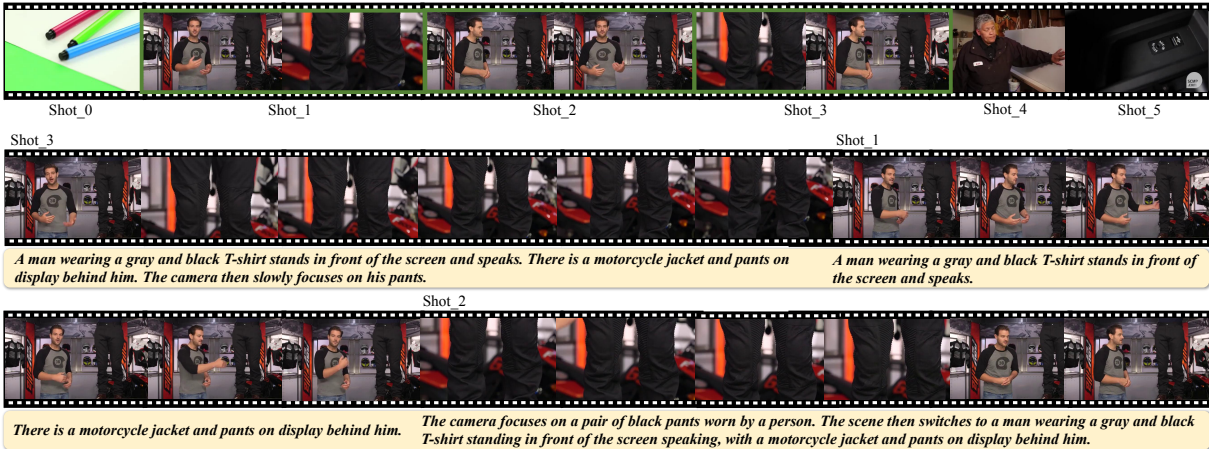 Shot_0
Shot_1
Shot_2
Shot_3
Shot_4
Shot_5
Shot_3
Shot_1
A man wearing a gray and black T-shirt stands in front of the screen and speaks. There is a motorcycle jacket and pants on
display behind him. The camera then slowly focuses on his pants.
A man wearing a gray and black T-shirt stands in front of
the screen and speaks.
Shot_2
There is a motorcycle jacket and pants on display behind him.
The camera focuses on a pair of black pants worn by a person. The scene then switches to a man wearing a gray and black
T-shirt standing in front of the screen speaking, with a motorcycle jacket and pants on display behind him.